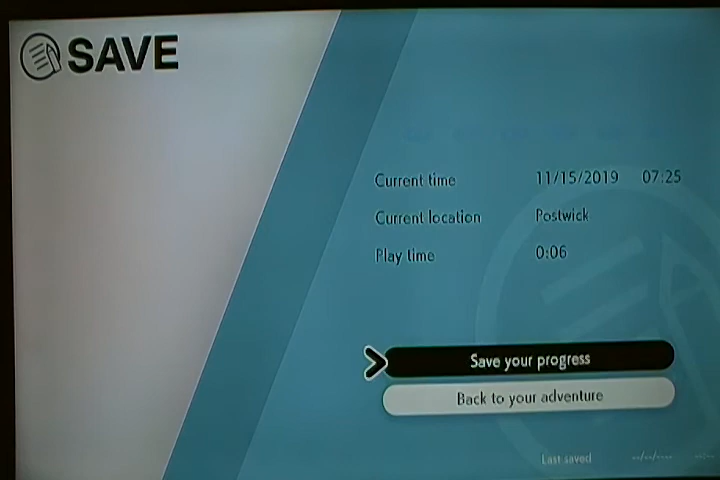 SAVE
Current time 11/15/2019 07:25
Current location Postwick
Play time 0:06
Save your progress
Back to your adventure
Last saved --/--/---- --:--